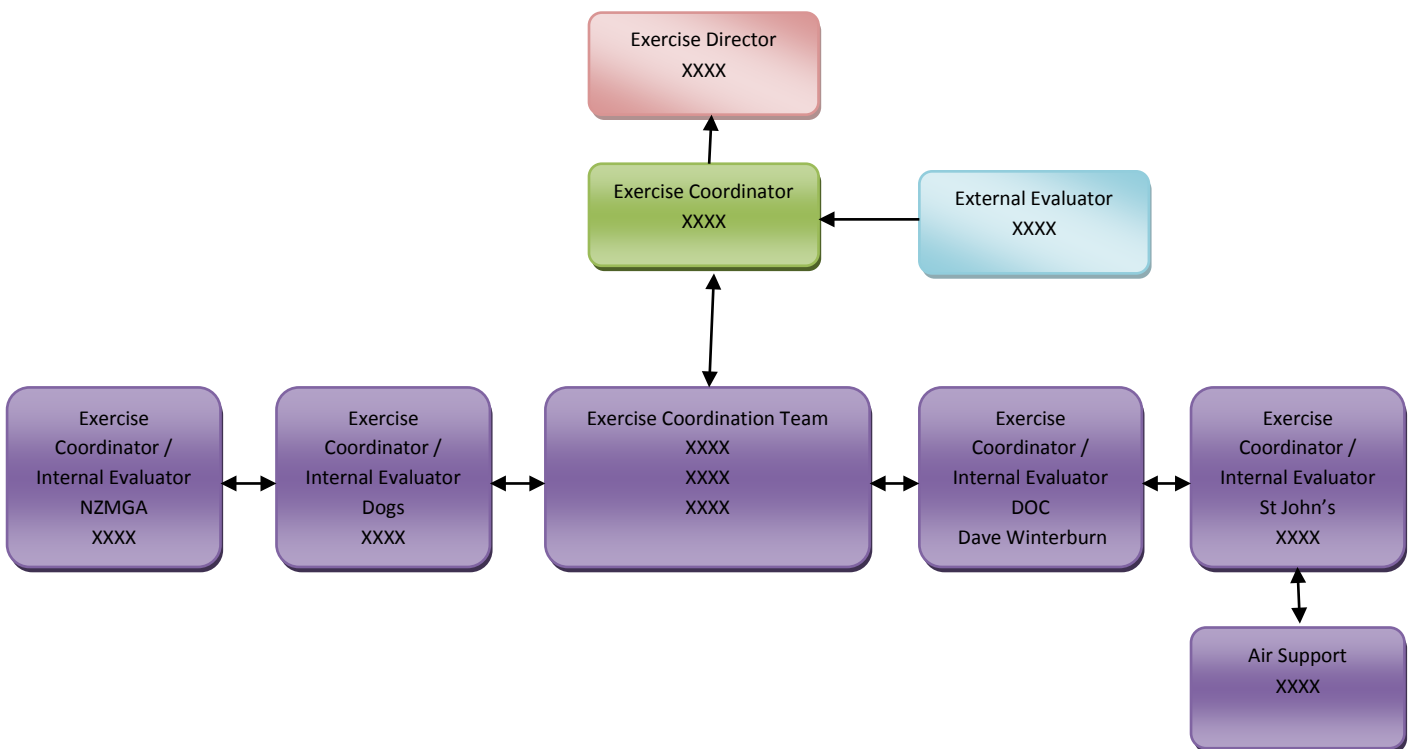 Exercise Director
XXXX
Exercise Coordinator
XXXX
External Evaluator
XXXX
Exercise
Coordinator /
Internal Evaluator
NZMGA
XXXX
Exercise
Coordinator /
Internal Evaluator
Dogs
XXXX
Exercise Coordination Team
XXXX
XXXX
XXXX
Exercise
Coordinator /
Internal Evaluator
DOC
Dave Winterburn
Exercise
Coordinator /
Internal Evaluator
St John’s
XXXX
Air Support
XXXX